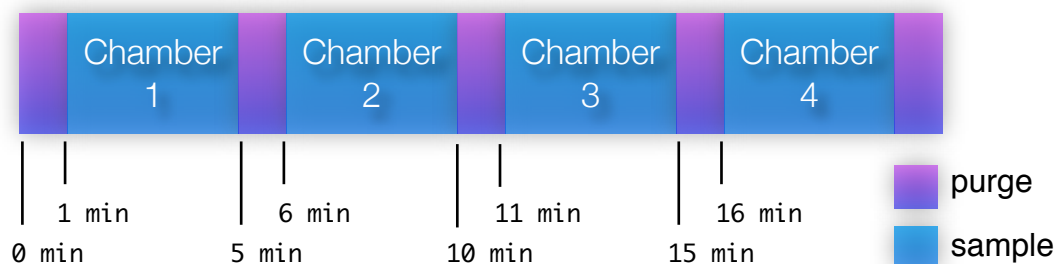 Chamber
1
Chamber
2
Chamber
3
Chamber
4
purge
1 min
6 min
11 min
16 min
0 min
5 min
10 min
15 min
sample